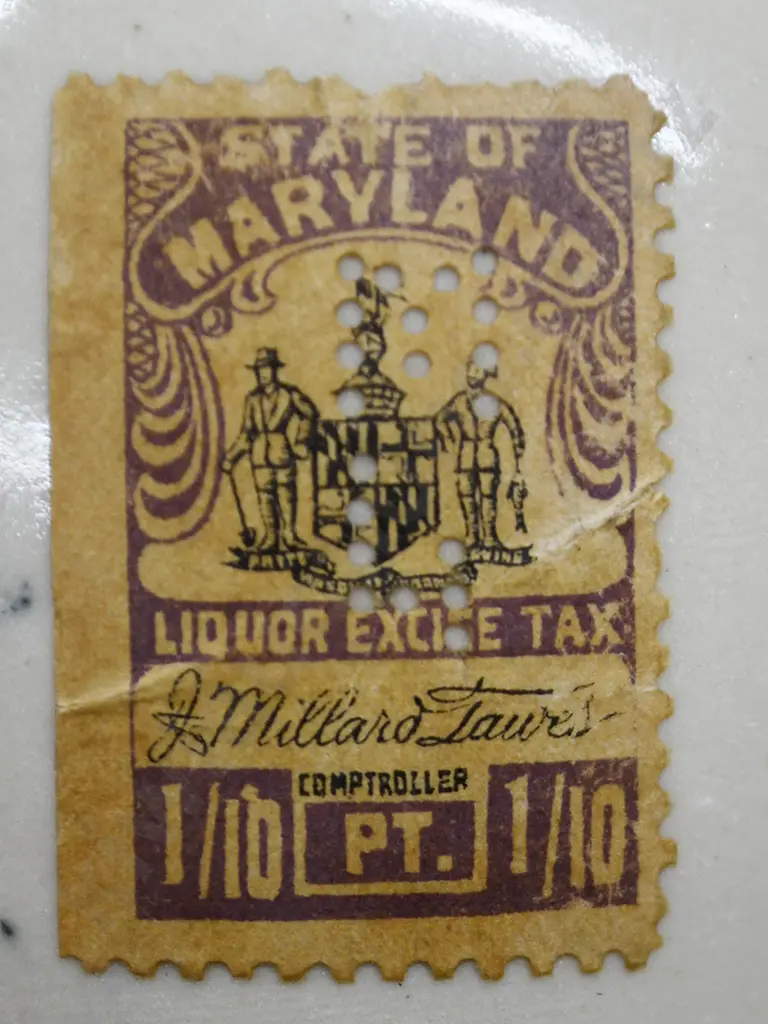 STATE OF
MARYLAND
LIQUOR EXCISE TAX
J. Millard Tawes
COMPTROLLER
1/10 PT. 1/10